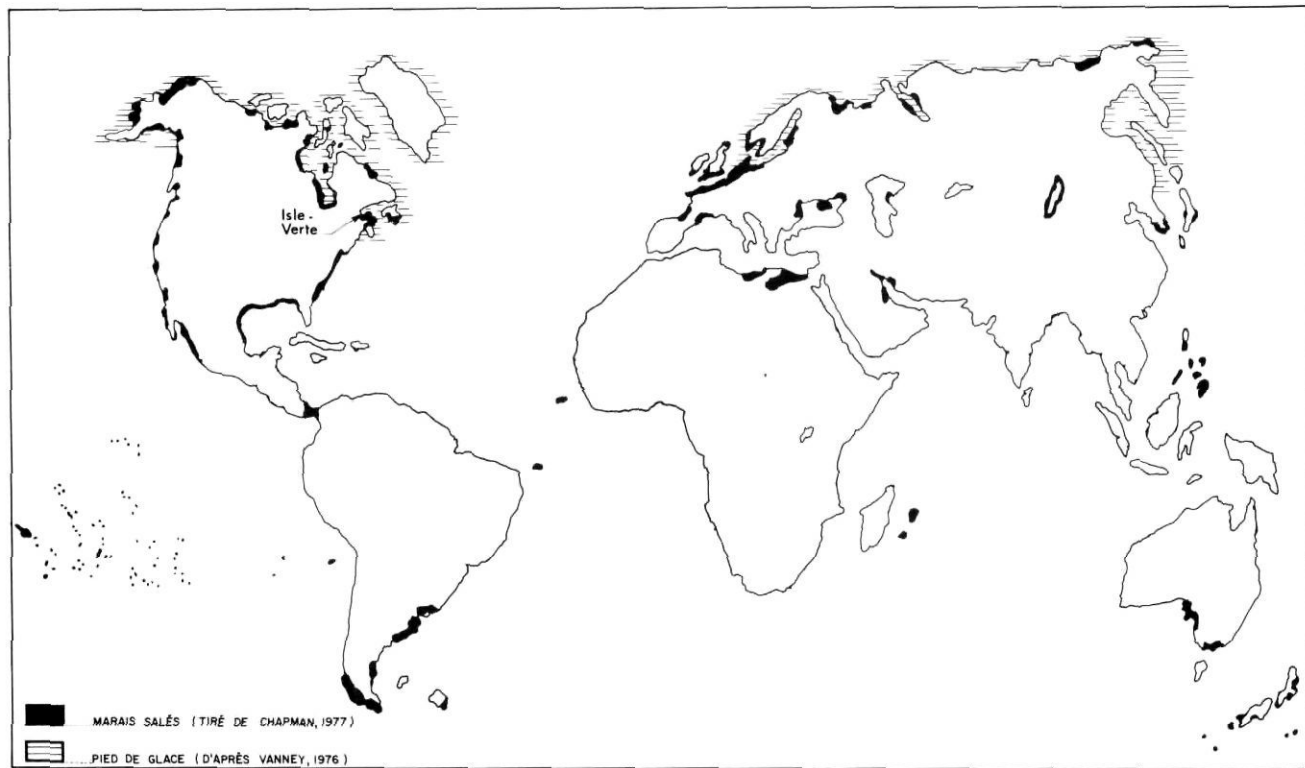 Isle-
Verte
MARAIS SALÉS (TIRÉ DE CHAPMAN, 1977)
PIED DE GLACE (D'APRÈS VANNEY, 1976)